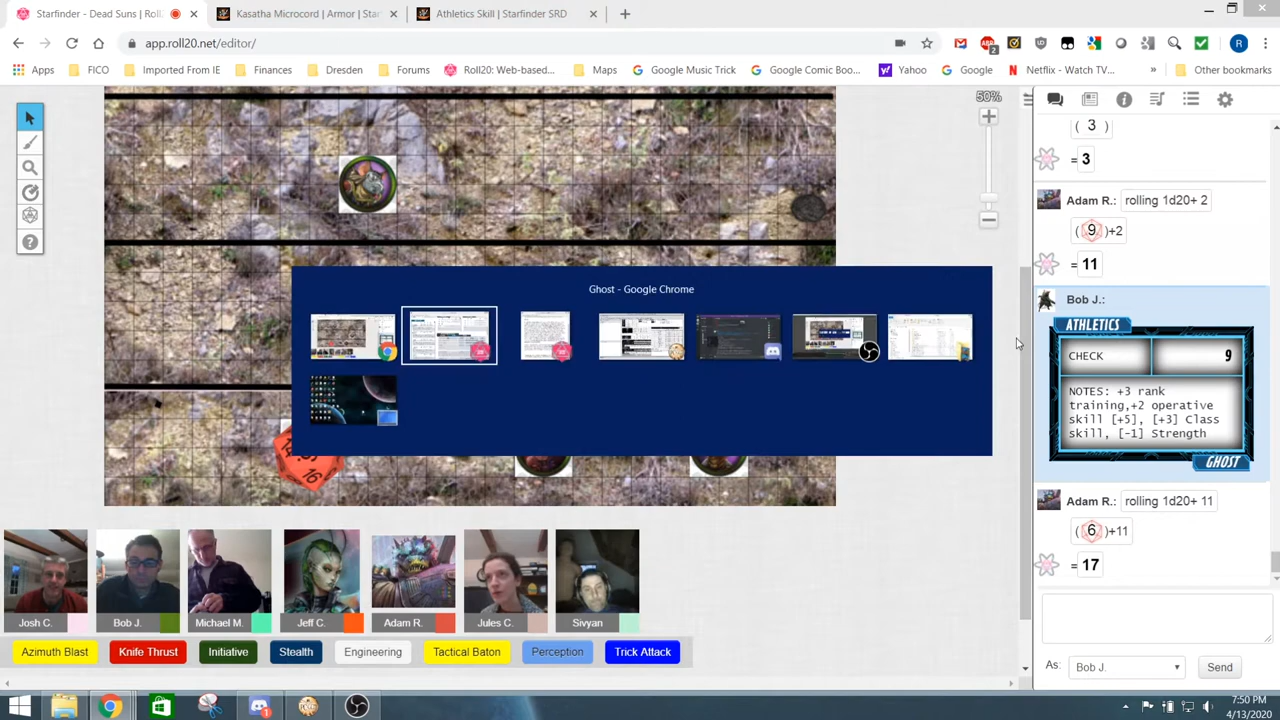 Starfinder - Dead Suns | Roll
Kasatha Microcord | Armor | Star
Athletics Skill | Starfinder SRD
app.roll20.net/editor/
Apps
FICO
Imported From IE
Finances
Dresden
Forums
Roll20: Web-based...
Maps
Google Music Trick
Google Comic Boo...
Yahoo
Google
Netflix - Watch TV...
»
Other bookmarks
50%
( 3 )
= 3
Adam R.: rolling 1d20+ 2
( 9 )+2
= 11
Bob J.:
ATHLETICS
CHECK 9
NOTES: +3 rank
training,+2 operative
skill [+5], [+3] Class
skill, [-1] Strength
GHOST
Adam R.: rolling 1d20+ 11
( 6 )+11
= 17
Ghost - Google Chrome
16
Josh C.
Bob J.
Michael M.
Jeff C.
Adam R.
Jules C.
Sivyan
Azimuth Blast
Knife Thrust
Initiative
Stealth
Engineering
Tactical Baton
Perception
Trick Attack
As: Bob J.
Send
7:50 PM
4/13/2020